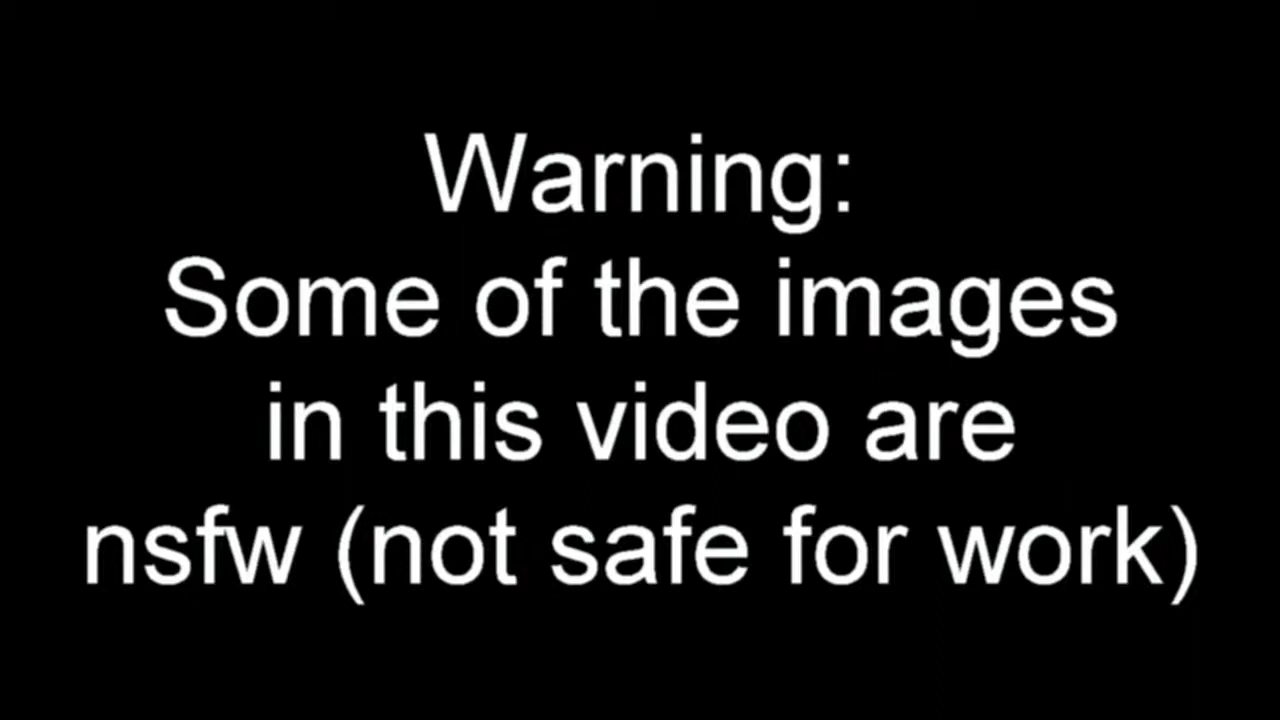 Warning:
Some of the images
in this video are
nsfw (not safe for work)